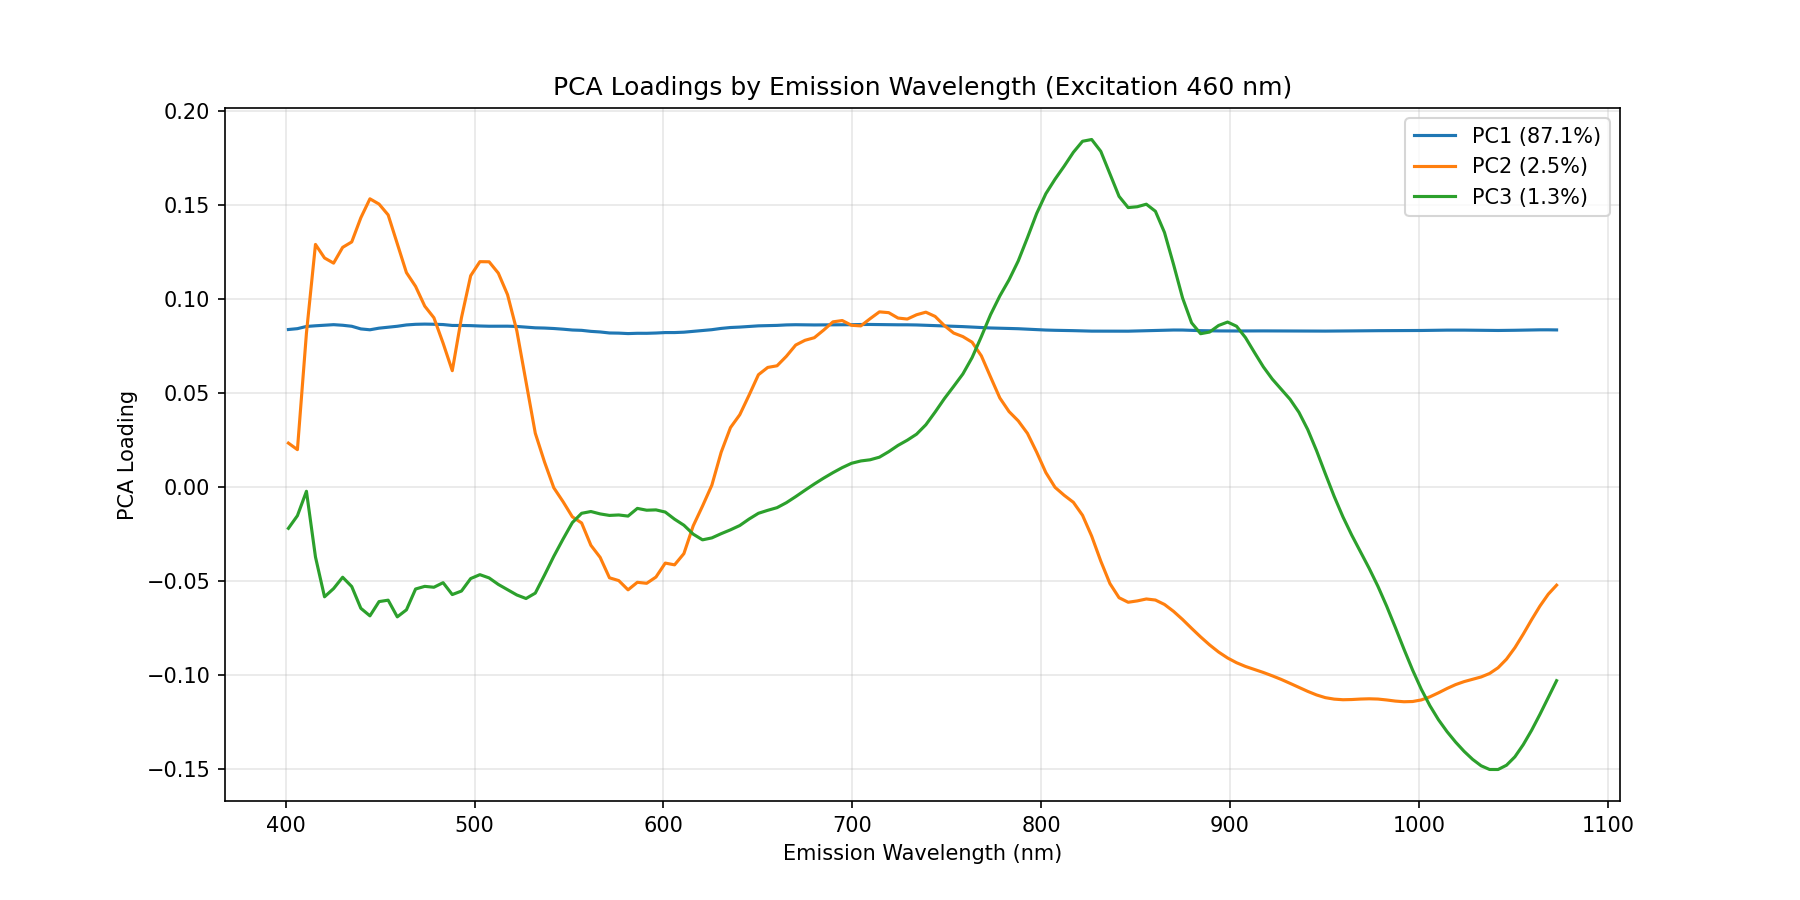 PCA Loadings by Emission Wavelength (Excitation 460 nm)
PC1 (87.1%)
PC2 (2.5%)
PC3 (1.3%)
PCA Loading
0.20
0.15
0.10
0.05
0.00
−0.05
−0.10
−0.15
400 500 600 700 800 900 1000 1100
Emission Wavelength (nm)